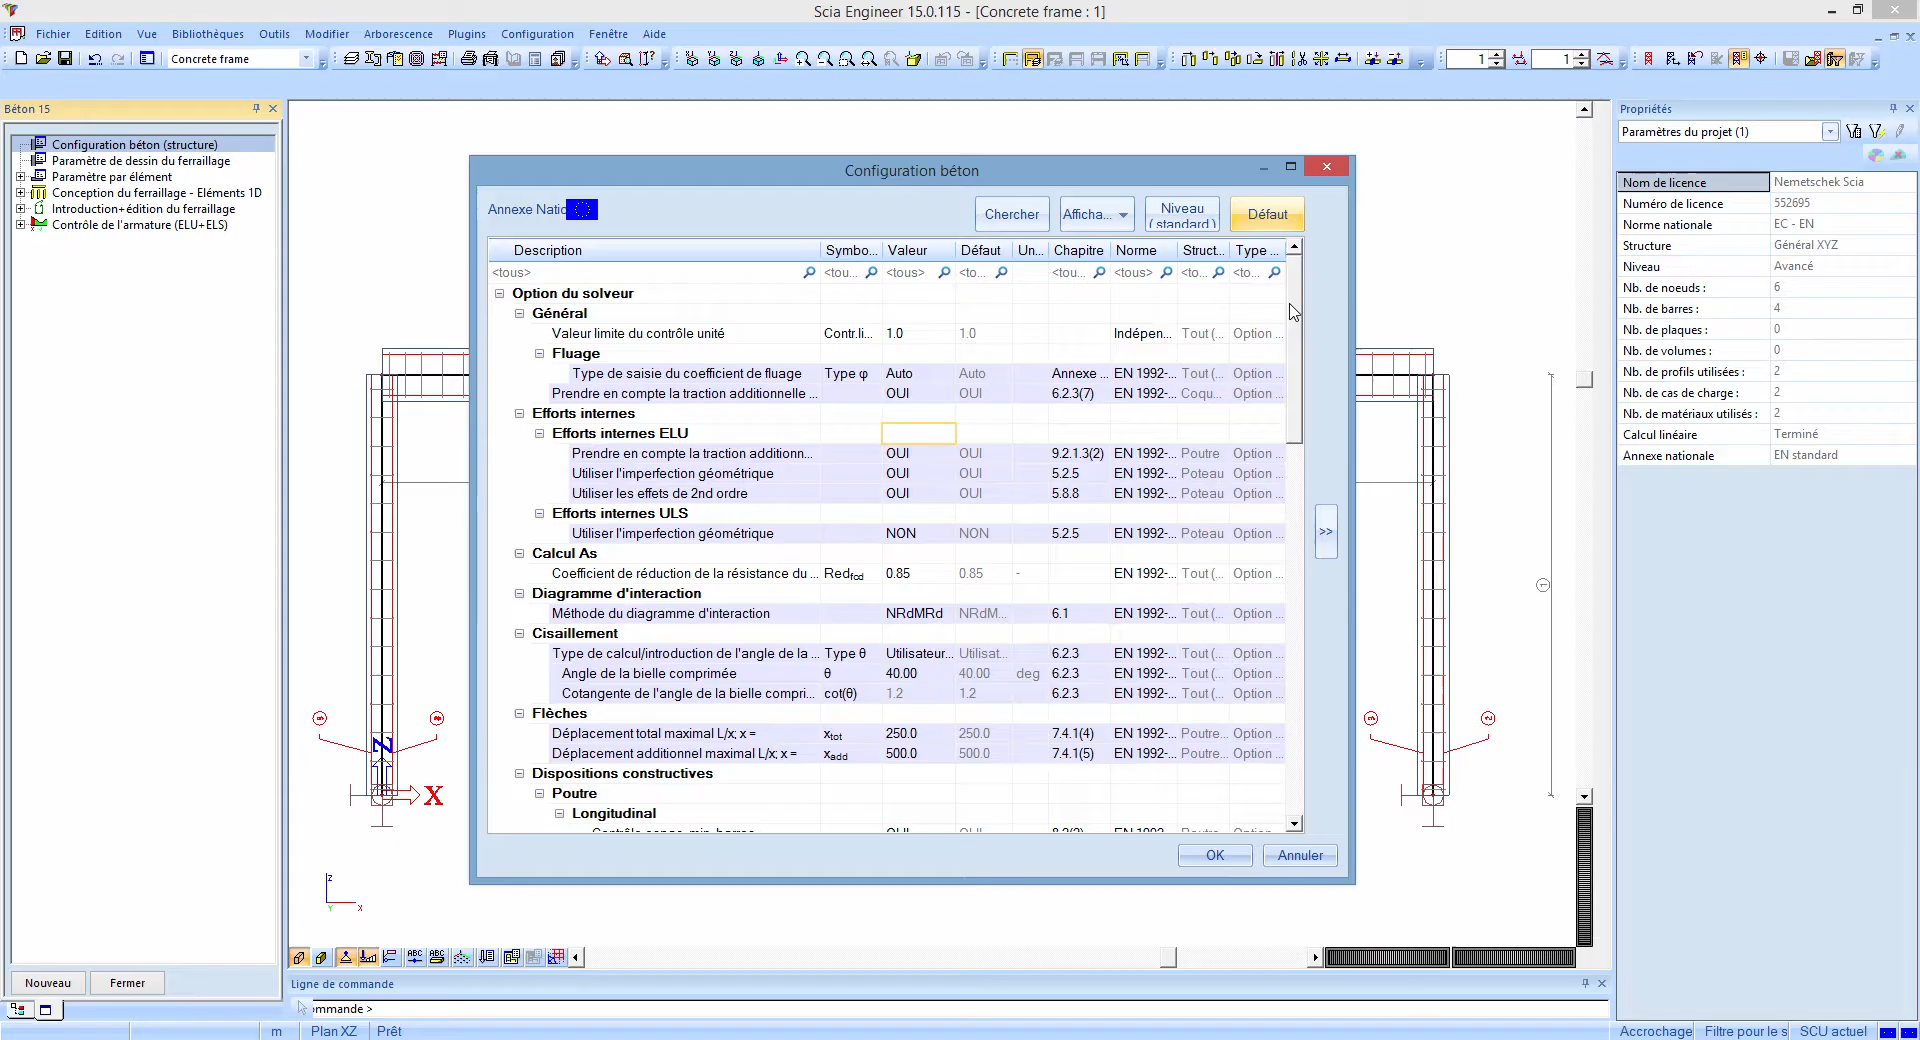 Scia Engineer 15.0.115 - [Concrete frame : 1]
Fichier Edition Vue Bibliothèques Outils Modifier Arborescence Plugins Configuration Fenêtre Aide
Concrete frame 1 1
Béton 15
Configuration béton (structure)
Paramètre de dessin du ferraillage
Paramètre par élément
Conception du ferraillage - Eléments 1D
Introduction+édition du ferraillage
Contrôle de l'armature (ELU+ELS)
Nouveau Fermer
Configuration béton
Annexe Natio
Chercher Afficha... Niveau (standard) Défaut
Description Symbo... Valeur Défaut Un... Chapitre Norme Struct... Type ...
<tous> <tou... <tous> <to... <tou... <tous> <to... <to...
Option du solveur
Général
Valeur limite du contrôle unité Contr.li... 1.0 1.0 Indépen... Tout (... Option ...
Fluage
Type de saisie du coefficient de fluage Type φ Auto Auto Annexe ... EN 1992-... Tout (... Option ...
Prendre en compte la traction additionnelle ... OUI OUI 6.2.3(7) EN 1992-... Coqu... Option ...
Efforts internes
Efforts internes ELU
Prendre en compte la traction additionn... OUI OUI 9.2.1.3(2) EN 1992-... Poutre Option ...
Utiliser l'imperfection géométrique OUI OUI 5.2.5 EN 1992-... Poteau Option ...
Utiliser les effets de 2nd ordre OUI OUI 5.8.8 EN 1992-... Poteau Option ...
Efforts internes ULS
Utiliser l'imperfection géométrique NON NON 5.2.5 EN 1992-... Poteau Option ...
Calcul As
Coefficient de réduction de la résistance du ... Redfcd 0.85 0.85 - EN 1992-... Tout (... Option ...
Diagramme d'interaction
Méthode du diagramme d'interaction NRdMRd NRdM... 6.1 EN 1992-... Tout (... Option ...
Cisaillement
Type de calcul/introduction de l'angle de la ... Type θ Utilisateur... Utilisat... 6.2.3 EN 1992-... Tout (... Option ...
Angle de la bielle comprimée θ 40.00 40.00 deg 6.2.3 EN 1992-... Tout (... Option ...
Cotangente de l'angle de la bielle compri... cot(θ) 1.2 1.2 6.2.3 EN 1992-... Tout (... Option ...
Flèches
Déplacement total maximal L/x; x = xtot 250.0 250.0 7.4.1(4) EN 1992-... Poutre... Option ...
Déplacement additionnel maximal L/x; x = xadd 500.0 500.0 7.4.1(5) EN 1992-... Poutre... Option ...
Dispositions constructives
Poutre
Longitudinal
>>
OK Annuler
Z X
z x Y
Propriétés
Paramètres du projet (1)
Nom de licence Nemetschek Scia
Numéro de licence 552695
Norme nationale EC - EN
Structure Général XYZ
Niveau Avancé
Nb. de noeuds : 6
Nb. de barres : 4
Nb. de plaques : 0
Nb. de volumes : 0
Nb. de profils utilisées : 2
Nb. de cas de charge : 2
Nb. de matériaux utilisés : 2
Calcul linéaire Terminé
Annexe nationale EN standard
ABC ABC
Ligne de commande
ommande >
m Plan XZ Prêt Accrochage Filtre pour le s SCU actuel